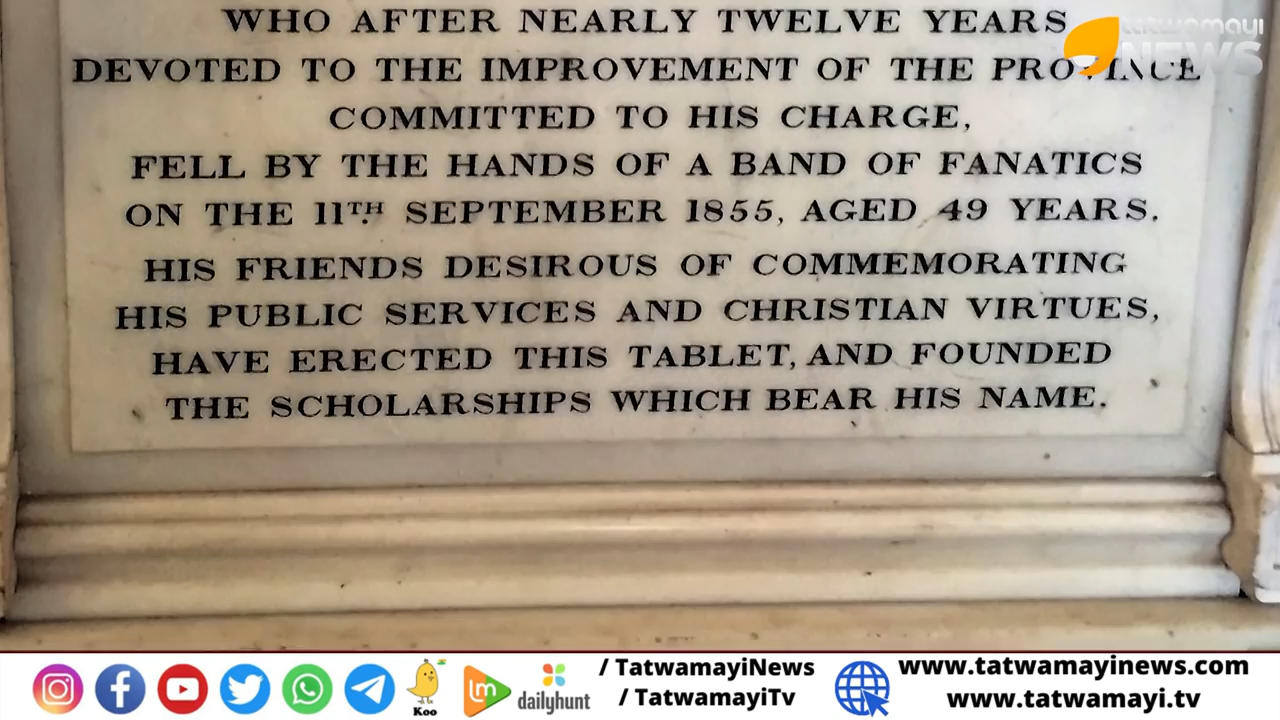 WHO AFTER NEARLY TWELVE YEARS
DEVOTED TO THE IMPROVEMENT OF THE PROVINCE
COMMITTED TO HIS CHARGE,
FELL BY THE HANDS OF A BAND OF FANATICS
ON THE 11TH SEPTEMBER 1855, AGED 49 YEARS.
HIS FRIENDS DESIROUS OF COMMEMORATING
HIS PUBLIC SERVICES AND CHRISTIAN VIRTUES,
HAVE ERECTED THIS TABLET, AND FOUNDED
THE SCHOLARSHIPS WHICH BEAR HIS NAME.
tatwamayi
NEWS
Koo
lm
dailyhunt
/ TatwamayiNews
/ TatwamayiTv
www.tatwamayinews.com
www.tatwamayi.tv